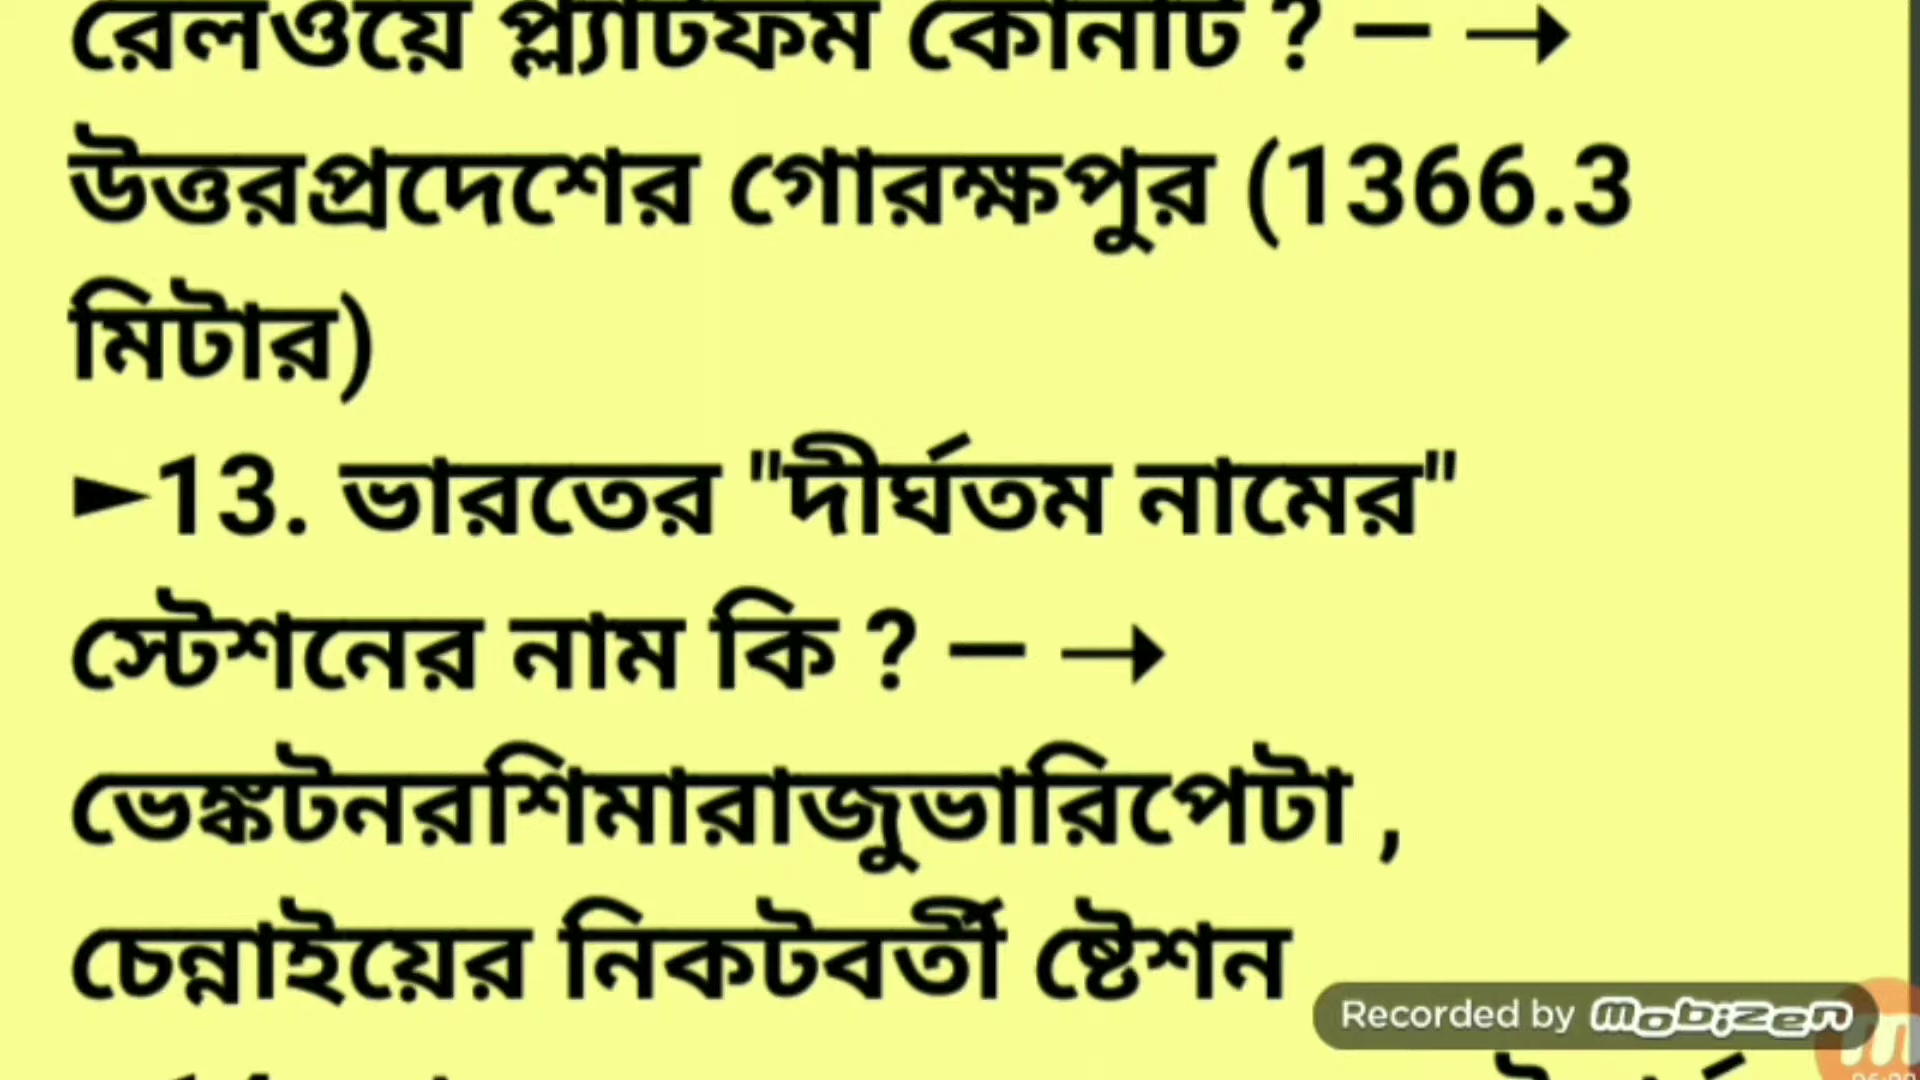 রেলওয়ে প্ল্যাটফর্ম কোনটি ? – →
উত্তরপ্রদেশের গোরক্ষপুর (1366.3
মিটার)
►13. ভারতের "দীর্ঘতম নামের"
স্টেশনের নাম কি ? – →
ভেঙ্কটনরশিমারাজুভারিপেটা ,
চেন্নাইয়ের নিকটবর্তী ষ্টেশন
Recorded by Mobizen